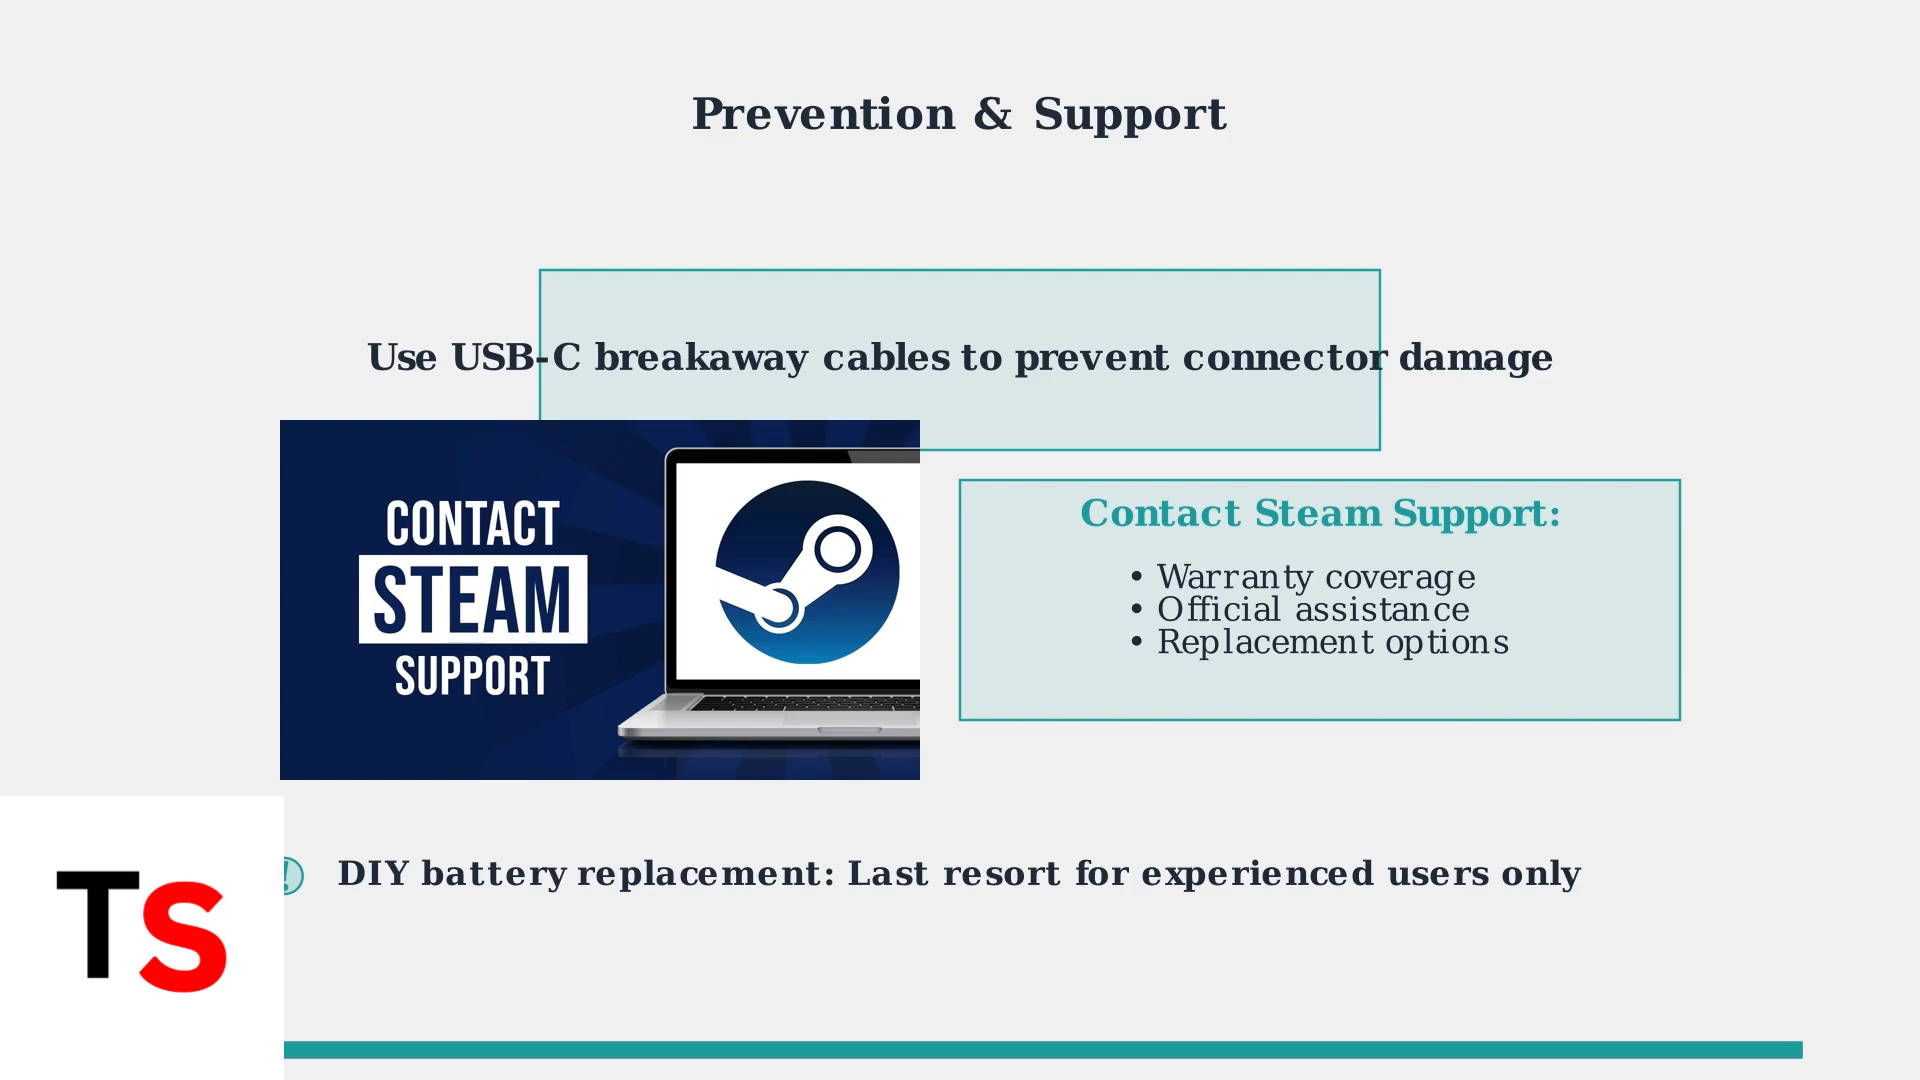 Prevention & Support
Use USB-C breakaway cables to prevent connector damage
CONTACT
STEAM
SUPPORT
Contact Steam Support:
• Warranty coverage
• Official assistance
• Replacement options
! DIY battery replacement: Last resort for experienced users only
TS